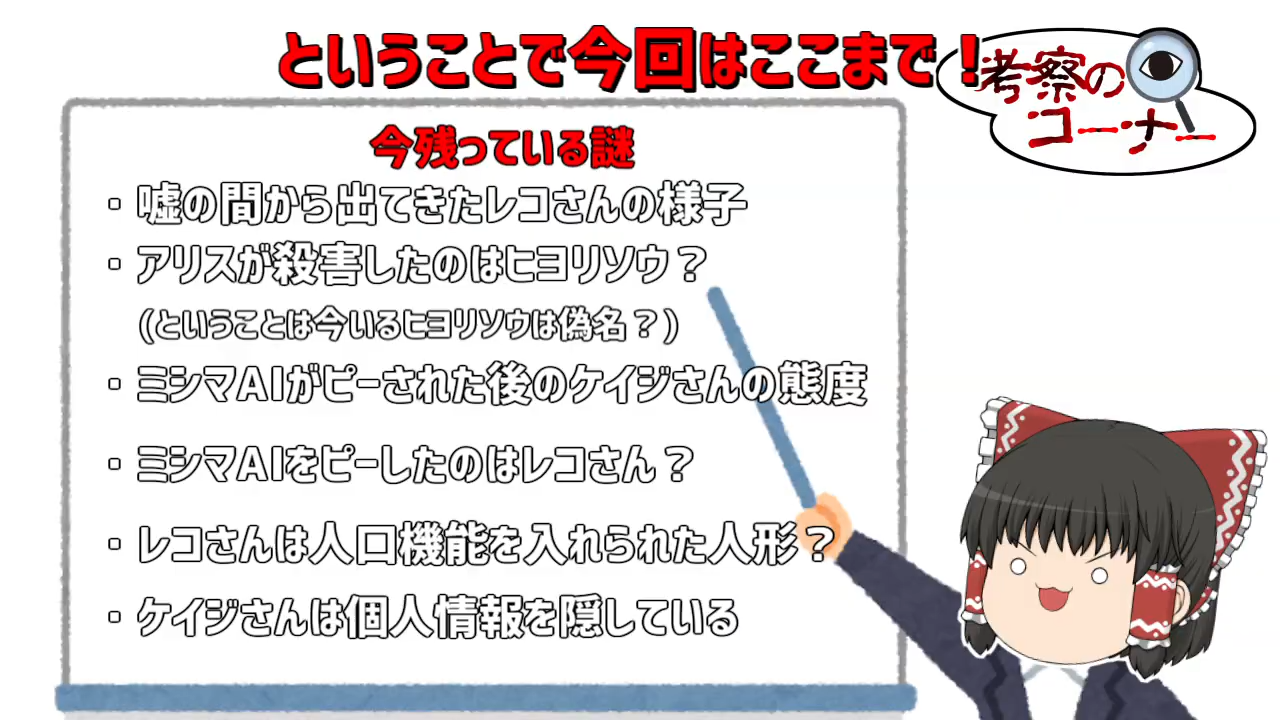 ということで今回はここまで！
考察の
コーナー
今残っている謎
・嘘の間から出てきたレコさんの様子
・アリスが殺害したのはヒヨリソウ？
(ということは今いるヒヨリソウは偽名？)
・ミシマAIがピーされた後のケイジさんの態度
・ミシマAIをピーしたのはレコさん？
・レコさんは人口機能を入れられた人形？
・ケイジさんは個人情報を隠している